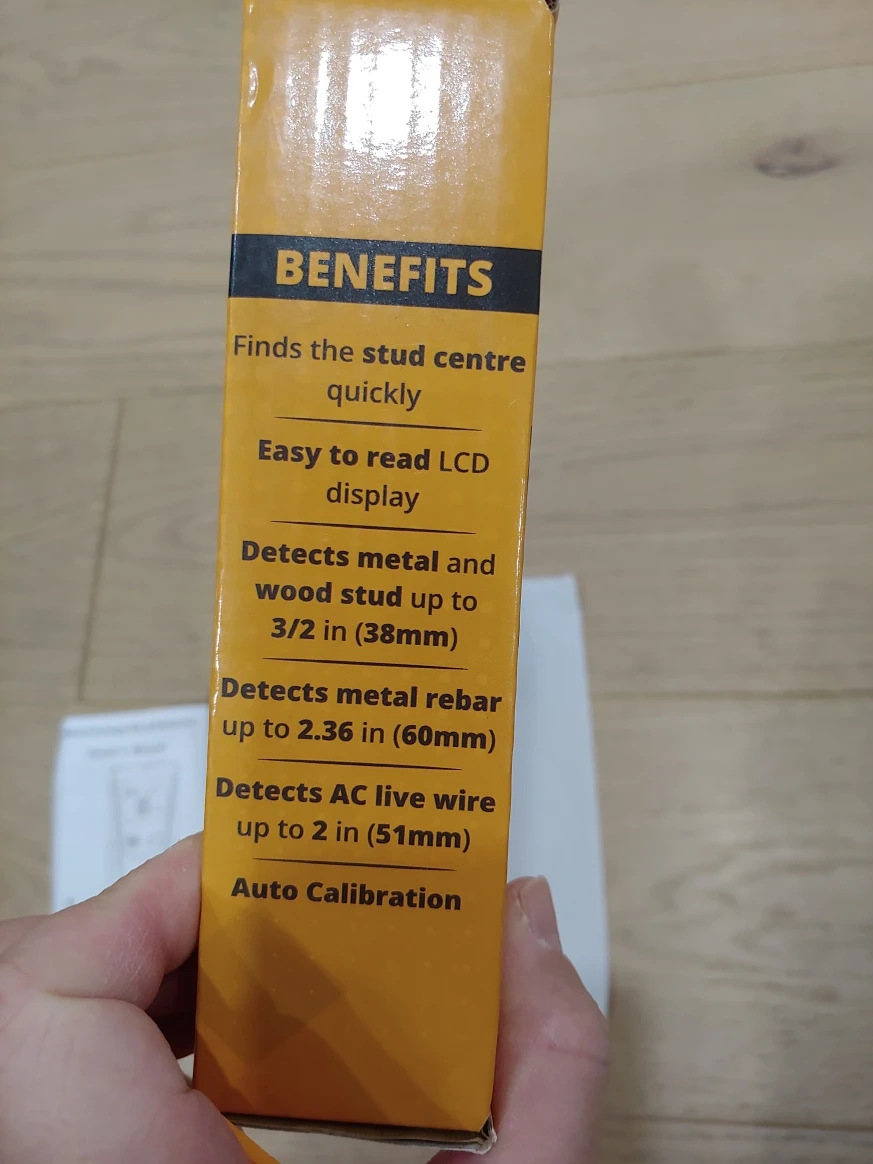 BENEFITS
Finds the stud centre
quickly
Easy to read LCD
display
Detects metal and
wood stud up to
3/2 in (38mm)
Detects metal rebar
up to 2.36 in (60mm)
Detects AC live wire
up to 2 in (51mm)
Auto Calibration